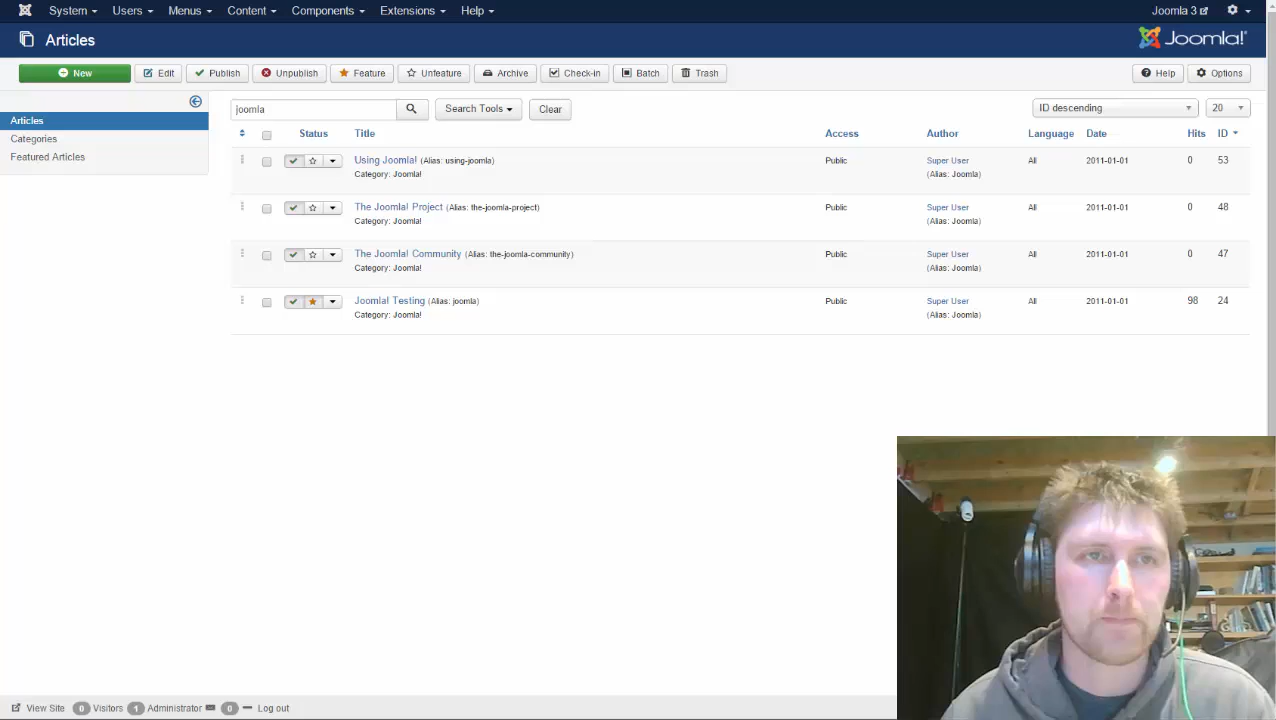 System Users Menus Content Components Extensions Help Joomla 3
Articles Joomla!®
New Edit Publish Unpublish Feature Unfeature Archive Check-in Batch Trash Help Options
Articles
Categories
Featured Articles
joomla Search Tools Clear ID descending 20
Status Title Access Author Language Date Hits ID
Using Joomla! (Alias: using-joomla) Public Super User All 2011-01-01 0 53
Category: Joomla! (Alias: Joomla)
The Joomla! Project (Alias: the-joomla-project) Public Super User All 2011-01-01 0 48
Category: Joomla! (Alias: Joomla)
The Joomla! Community (Alias: the-joomla-community) Public Super User All 2011-01-01 0 47
Category: Joomla! (Alias: Joomla)
Joomla! Testing (Alias: joomla) Public Super User All 2011-01-01 98 24
Category: Joomla! (Alias: Joomla)
View Site 0 Visitors 1 Administrator 0 Log out